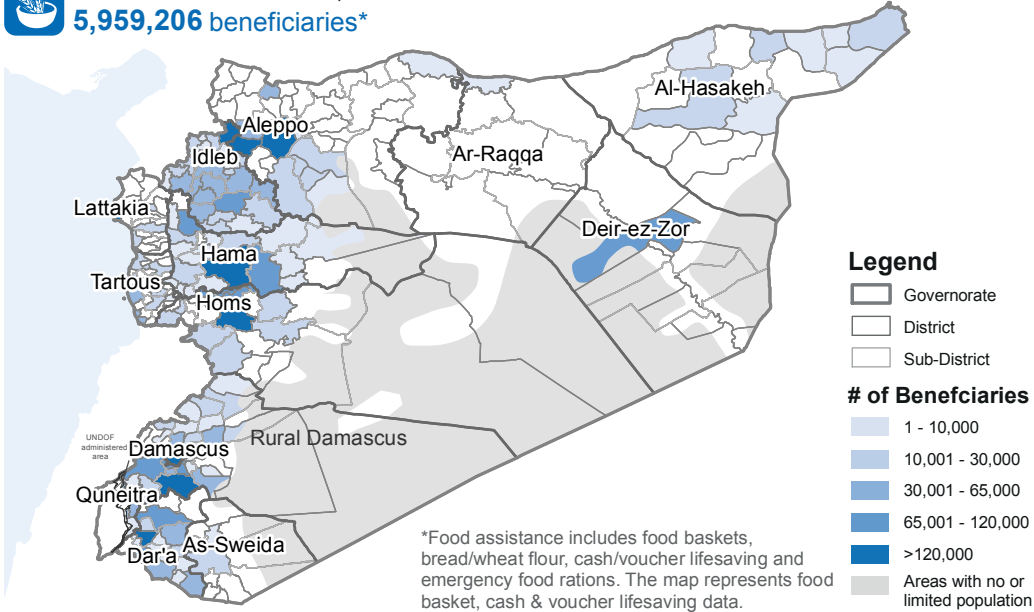 5,959,206 beneficiaries*
Al-Hasakeh
Aleppo
Idleb
Ar-Raqqa
Lattakia
Deir-ez-Zor
Hama
Tartous
Homs
Legend
Governorate
District
Sub-District
# of Benefciaries
1 - 10,000
10,001 - 30,000
30,001 - 65,000
65,001 - 120,000
>120,000
Areas with no or
limited population
Rural Damascus
UNDOF
administered
area
Damascus
Quneitra
Dar'a
As-Sweida
*Food assistance includes food baskets,
bread/wheat flour, cash/voucher lifesaving and
emergency food rations. The map represents food
basket, cash & voucher lifesaving data.